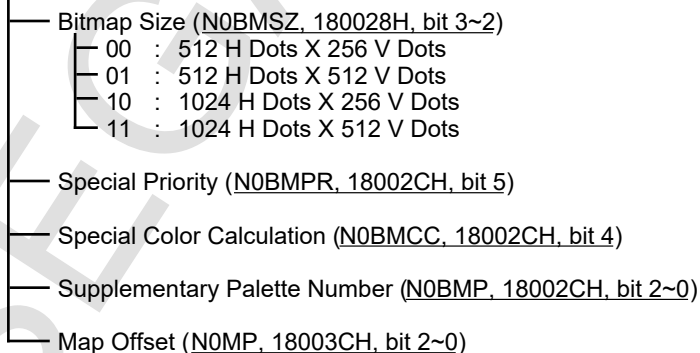 Bitmap Size (N0BMSZ, 180028H, bit 3~2)
00 : 512 H Dots X 256 V Dots
01 : 512 H Dots X 512 V Dots
10 : 1024 H Dots X 256 V Dots
11 : 1024 H Dots X 512 V Dots
Special Priority (N0BMPR, 18002CH, bit 5)
Special Color Calculation (N0BMCC, 18002CH, bit 4)
Supplementary Palette Number (N0BMP, 18002CH, bit 2~0)
Map Offset (N0MP, 18003CH, bit 2~0)